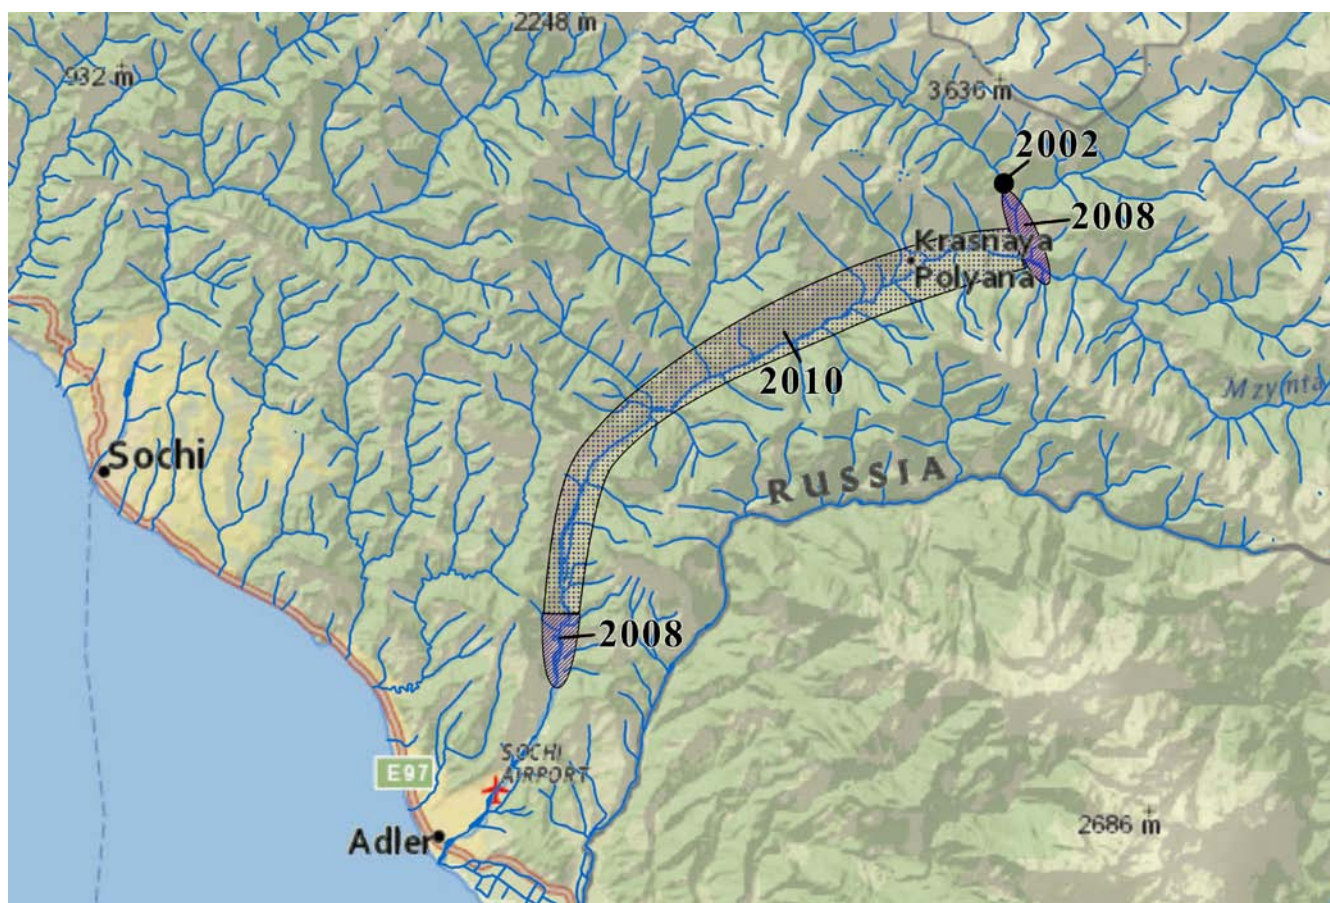 2248 m
932 m
3636 m
2002
2008
Krasnaya
Polyana
2010
Mzymta
Sochi
RUSSIA
2008
SOCHI
AIRPORT
E97
2686 m
Adler